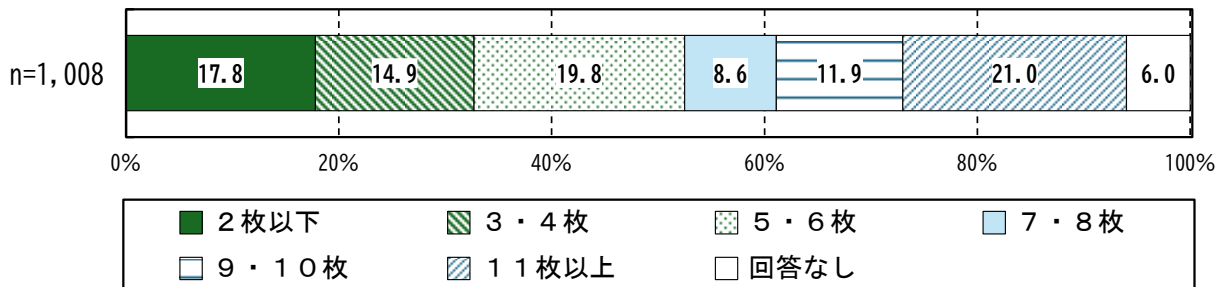 n=1,008
17.8 14.9 19.8 8.6 11.9 21.0 6.0
0% 20% 40% 60% 80% 100%
２枚以下 ３・４枚 ５・６枚 ７・８枚
９・１０枚 １１枚以上 回答なし